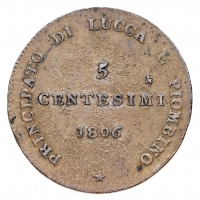 PRINCIPATO DI LUCCA E PIOMBINO
5
CENTESIMI
1806